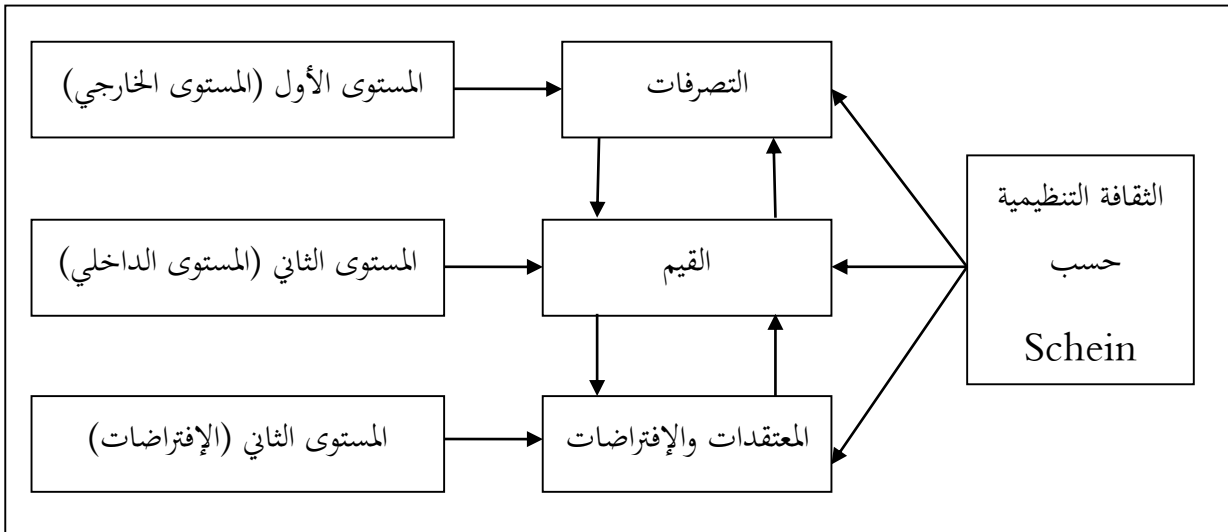 الثقافة التنظيمية
حسب
Schein
التصرفات
المستوى الأول (المستوى الخارجي)
القيم
المستوى الثاني (المستوى الداخلي)
المعتقدات والإفتراضات
المستوى الثاني (الإفتراضات)